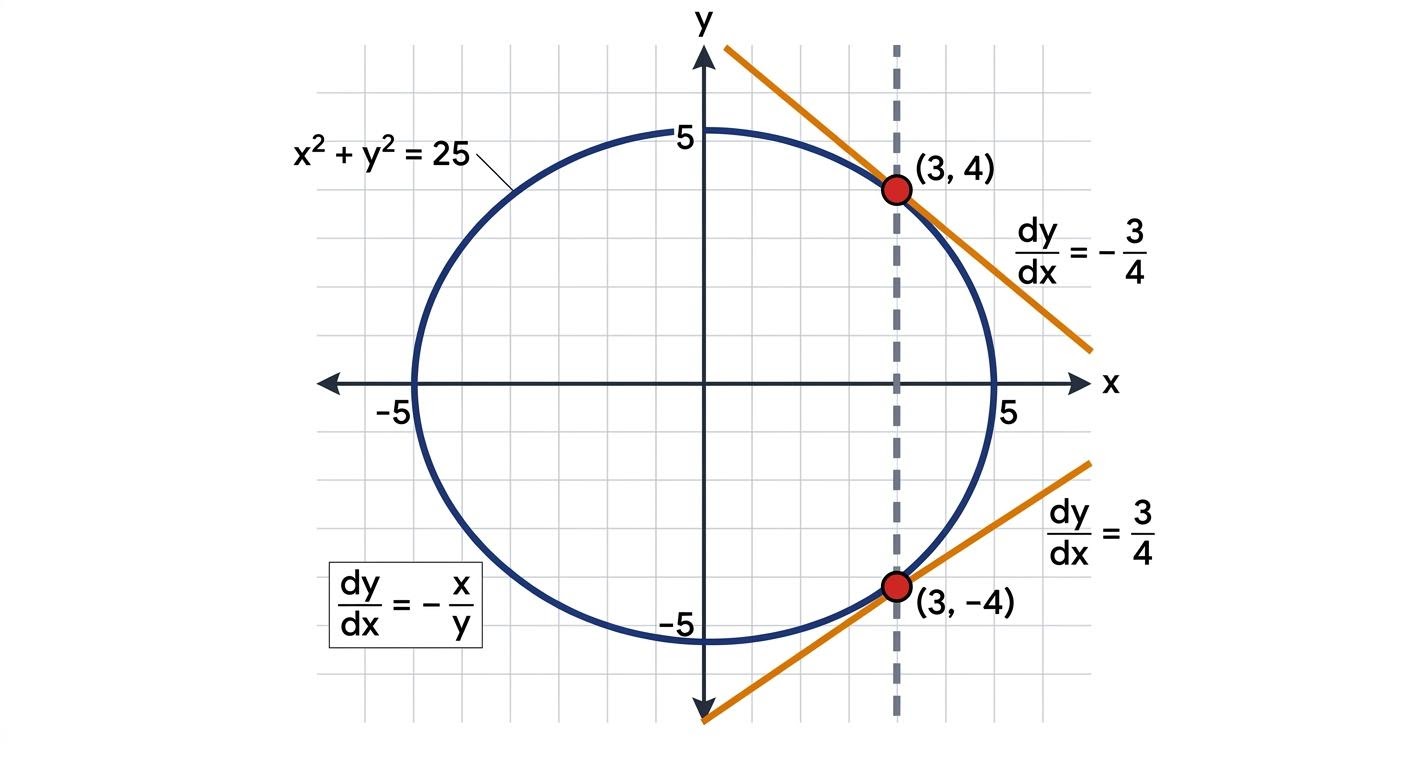 y
x² + y² = 25
5
(3, 4)
dy/dx = - 3/4
x
-5
5
dy/dx = 3/4
dy/dx = - x/y
(3, -4)
-5